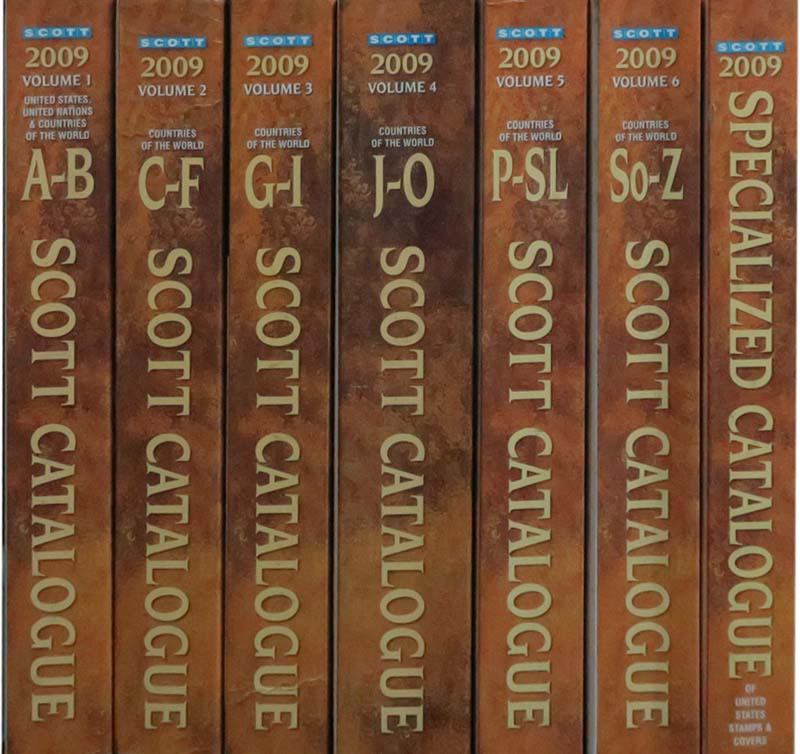 SCOTT
2009
VOLUME 1
UNITED STATES,
UNITED NATIONS
& COUNTRIES
OF THE WORLD
A-B
SCOTT CATALOGUE
SCOTT
2009
VOLUME 2
COUNTRIES
OF THE WORLD
C-F
SCOTT CATALOGUE
SCOTT
2009
VOLUME 3
COUNTRIES
OF THE WORLD
G-I
SCOTT CATALOGUE
SCOTT
2009
VOLUME 4
COUNTRIES
OF THE WORLD
J-O
SCOTT CATALOGUE
SCOTT
2009
VOLUME 5
COUNTRIES
OF THE WORLD
P-SL
SCOTT CATALOGUE
SCOTT
2009
VOLUME 6
COUNTRIES
OF THE WORLD
So-Z
SCOTT CATALOGUE
SCOTT
2009
SPECIALIZED CATALOGUE
OF
UNITED
STATES
STAMPS &
COVERS